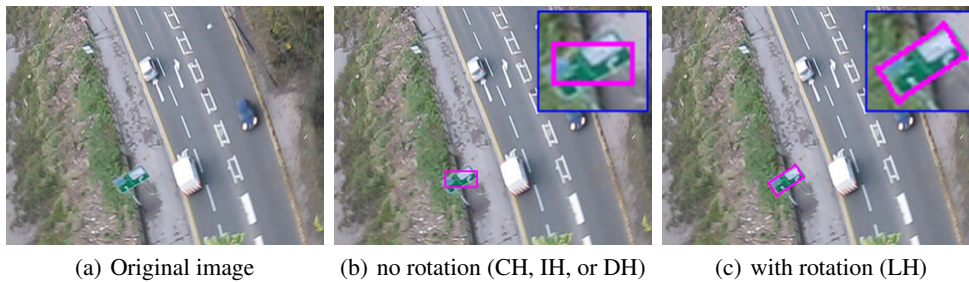 (a) Original image
(b) no rotation (CH, IH, or DH)
(c) with rotation (LH)